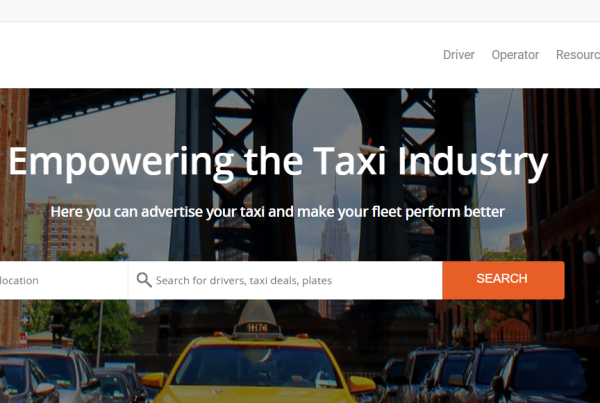 Driver Operator Resourc
Empowering the Taxi Industry
Here you can advertise your taxi and make your fleet perform better
location
Search for drivers, taxi deals, plates
SEARCH
1H76